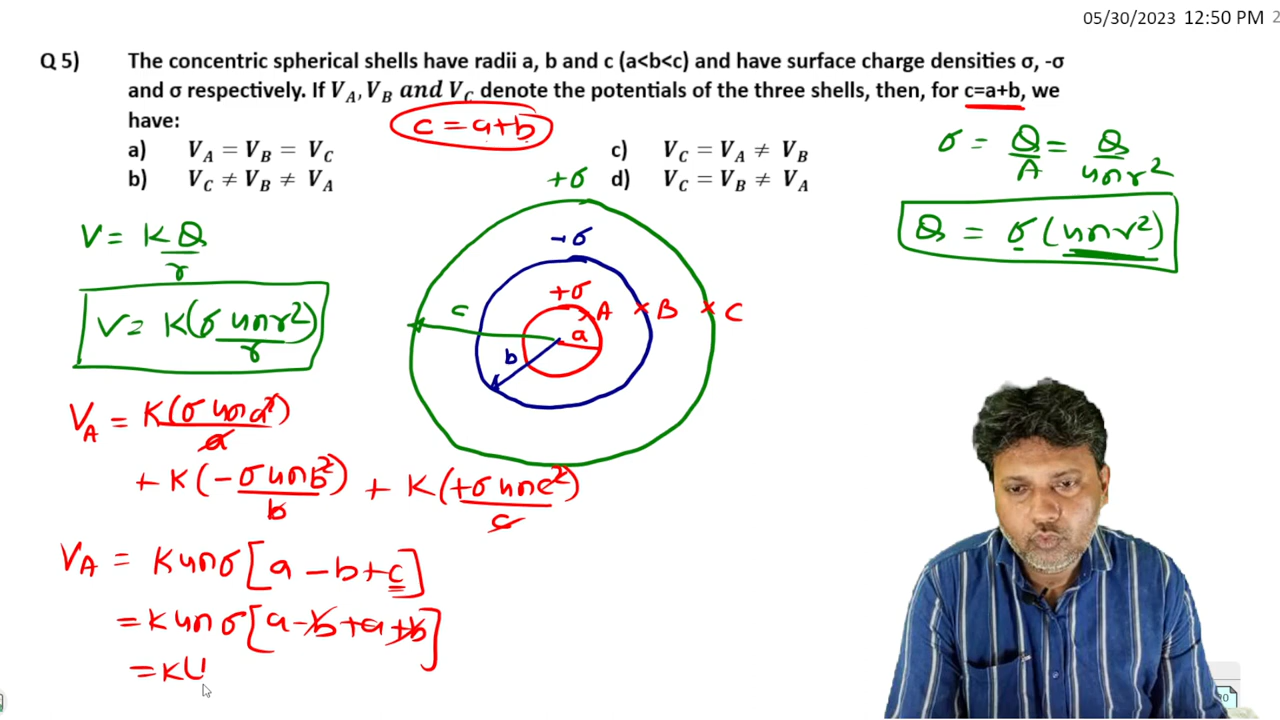 05/30/2023 12:50 PM 2
Q 5) The concentric spherical shells have radii a, b and c (a<b<c) and have surface charge densities σ, -σ
and σ respectively. If V_A, V_B and V_C denote the potentials of the three shells, then, for c=a+b, we
have:
c = a+b
a) V_A = V_B = V_C
c) V_C = V_A ≠ V_B
b) V_C ≠ V_B ≠ V_A
d) V_C = V_B ≠ V_A
σ = Q/A = Q/4πr²
Q = σ(4πr²)
V = KQ/r
V = K(σ4πr²)/r
+σ
-σ
+σ
A B C
a
b
c
V_A = K(σ4πa²)/a
+ K(-σ4πb²)/b + K(+σ4πc²)/c
V_A = K4πσ[a - b + c]
= K4πσ[a - b + a + b]
= K4